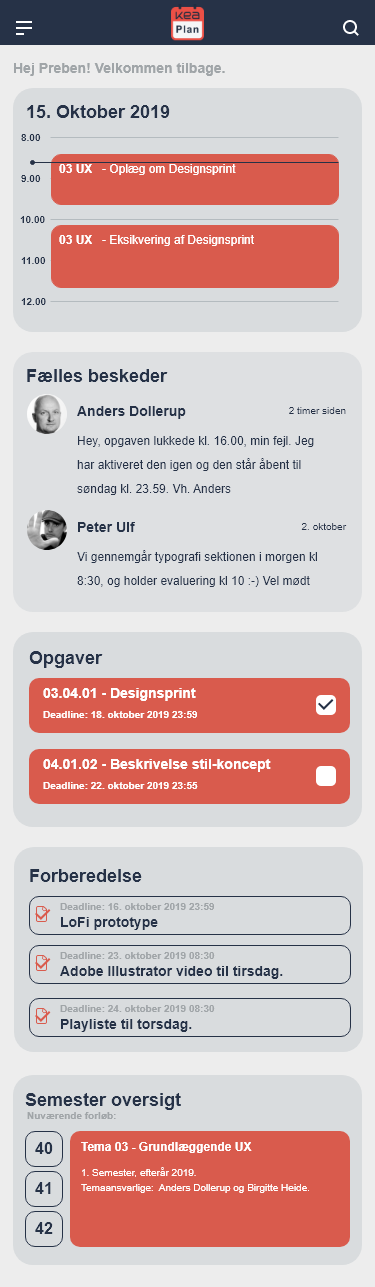 kea
Plan
Hej Preben! Velkommen tilbage.
15. Oktober 2019
8.00
03 UX - Oplæg om Designsprint
9.00
10.00
03 UX - Eksikvering af Designsprint
11.00
12.00
Fælles beskeder
Anders Dollerup 2 timer siden
Hey, opgaven lukkede kl. 16.00, min fejl. Jeg
har aktiveret den igen og den står åbent til
søndag kl. 23.59. Vh. Anders
Peter Ulf 2. oktober
Vi gennemgår typografi sektionen i morgen kl
8:30, og holder evaluering kl 10 :-) Vel mødt
Opgaver
03.04.01 - Designsprint
Deadline: 18. oktober 2019 23:59
04.01.02 - Beskrivelse stil-koncept
Deadline: 22. oktober 2019 23:55
Forberedelse
Deadline: 16. oktober 2019 23:59
LoFi prototype
Deadline: 23. oktober 2019 08:30
Adobe Illustrator video til tirsdag.
Deadline: 24. oktober 2019 08:30
Playliste til torsdag.
Semester oversigt
Nuværende forløb:
40
41
42
Tema 03 - Grundlæggende UX
1. Semester, efterår 2019.
Temaansvarlige: Anders Dollerup og Birgitte Heide.